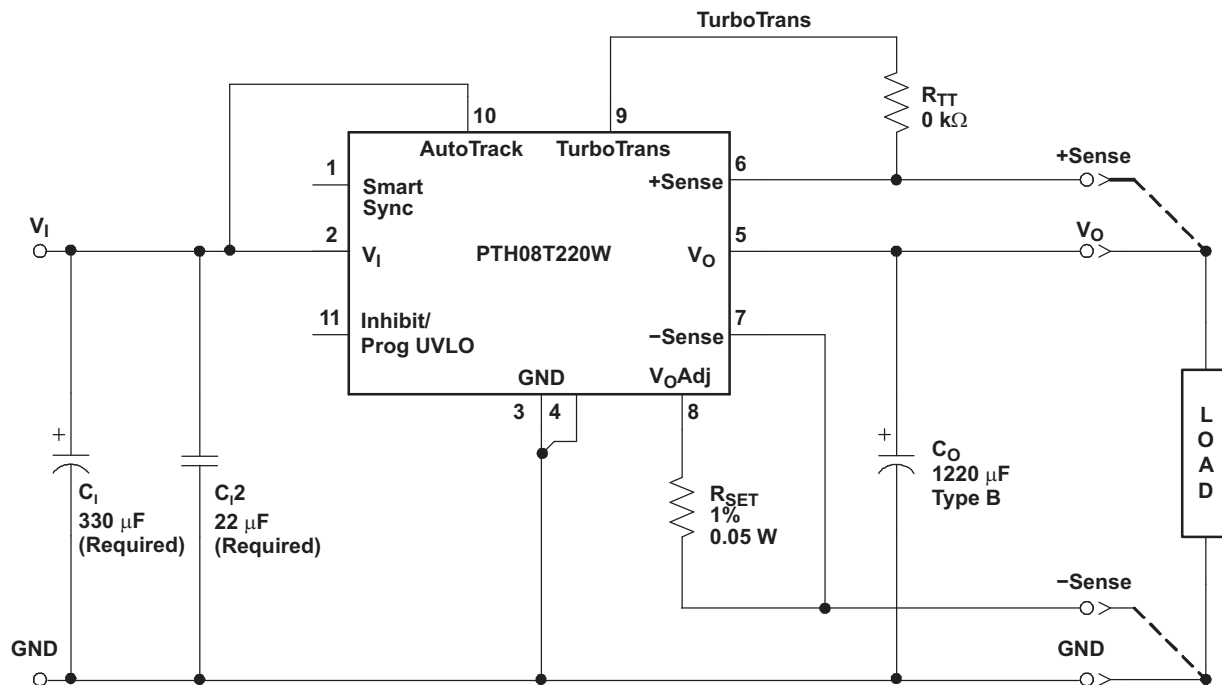 TurboTrans
R_TT
0 kΩ
10
9
AutoTrack
TurboTrans
6
+Sense
+Sense
1
Smart
Sync
V_I
2
V_I
PTH08T220W
5
V_O
V_O
11
Inhibit/
Prog UVLO
7
−Sense
GND
V_OAdj
3
4
8
+
C_I
330 μF
(Required)
C_I2
22 μF
(Required)
R_SET
1%
0.05 W
+
C_O
1220 μF
Type B
L
O
A
D
−Sense
GND
GND